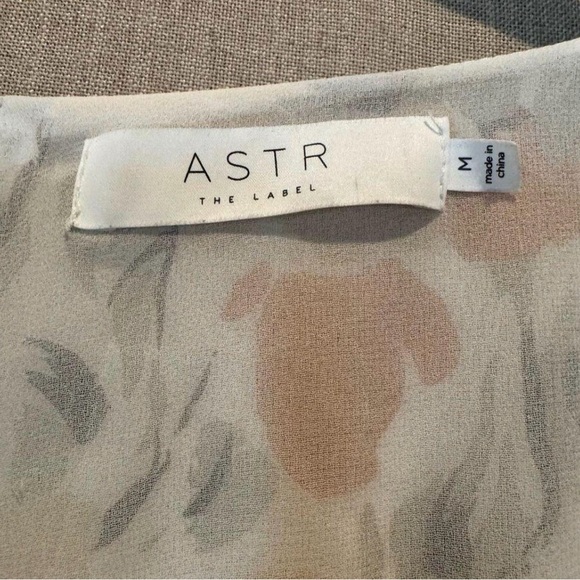 ASTR
THE LABEL
M
made in
china